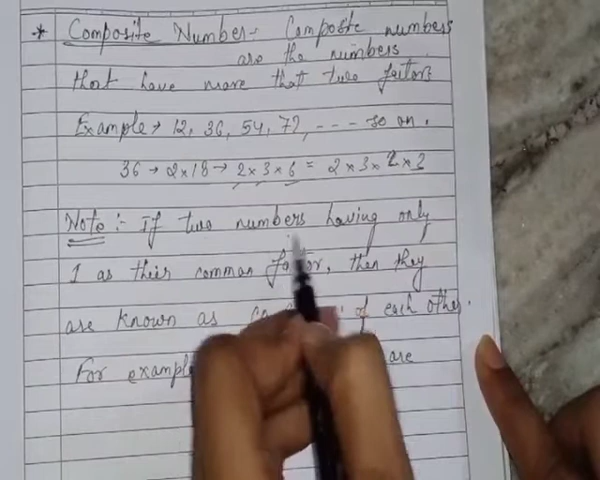 * Composite Number- Composite numbers
are the numbers
that have more that two factors
Example→ 12, 36, 54, 72, ---- so on.
36 → 2×18 → 2×3×6 = 2×3×2×3
Note :- If two numbers having only
1 as their common factor, then they
are known as of each other.
For example are